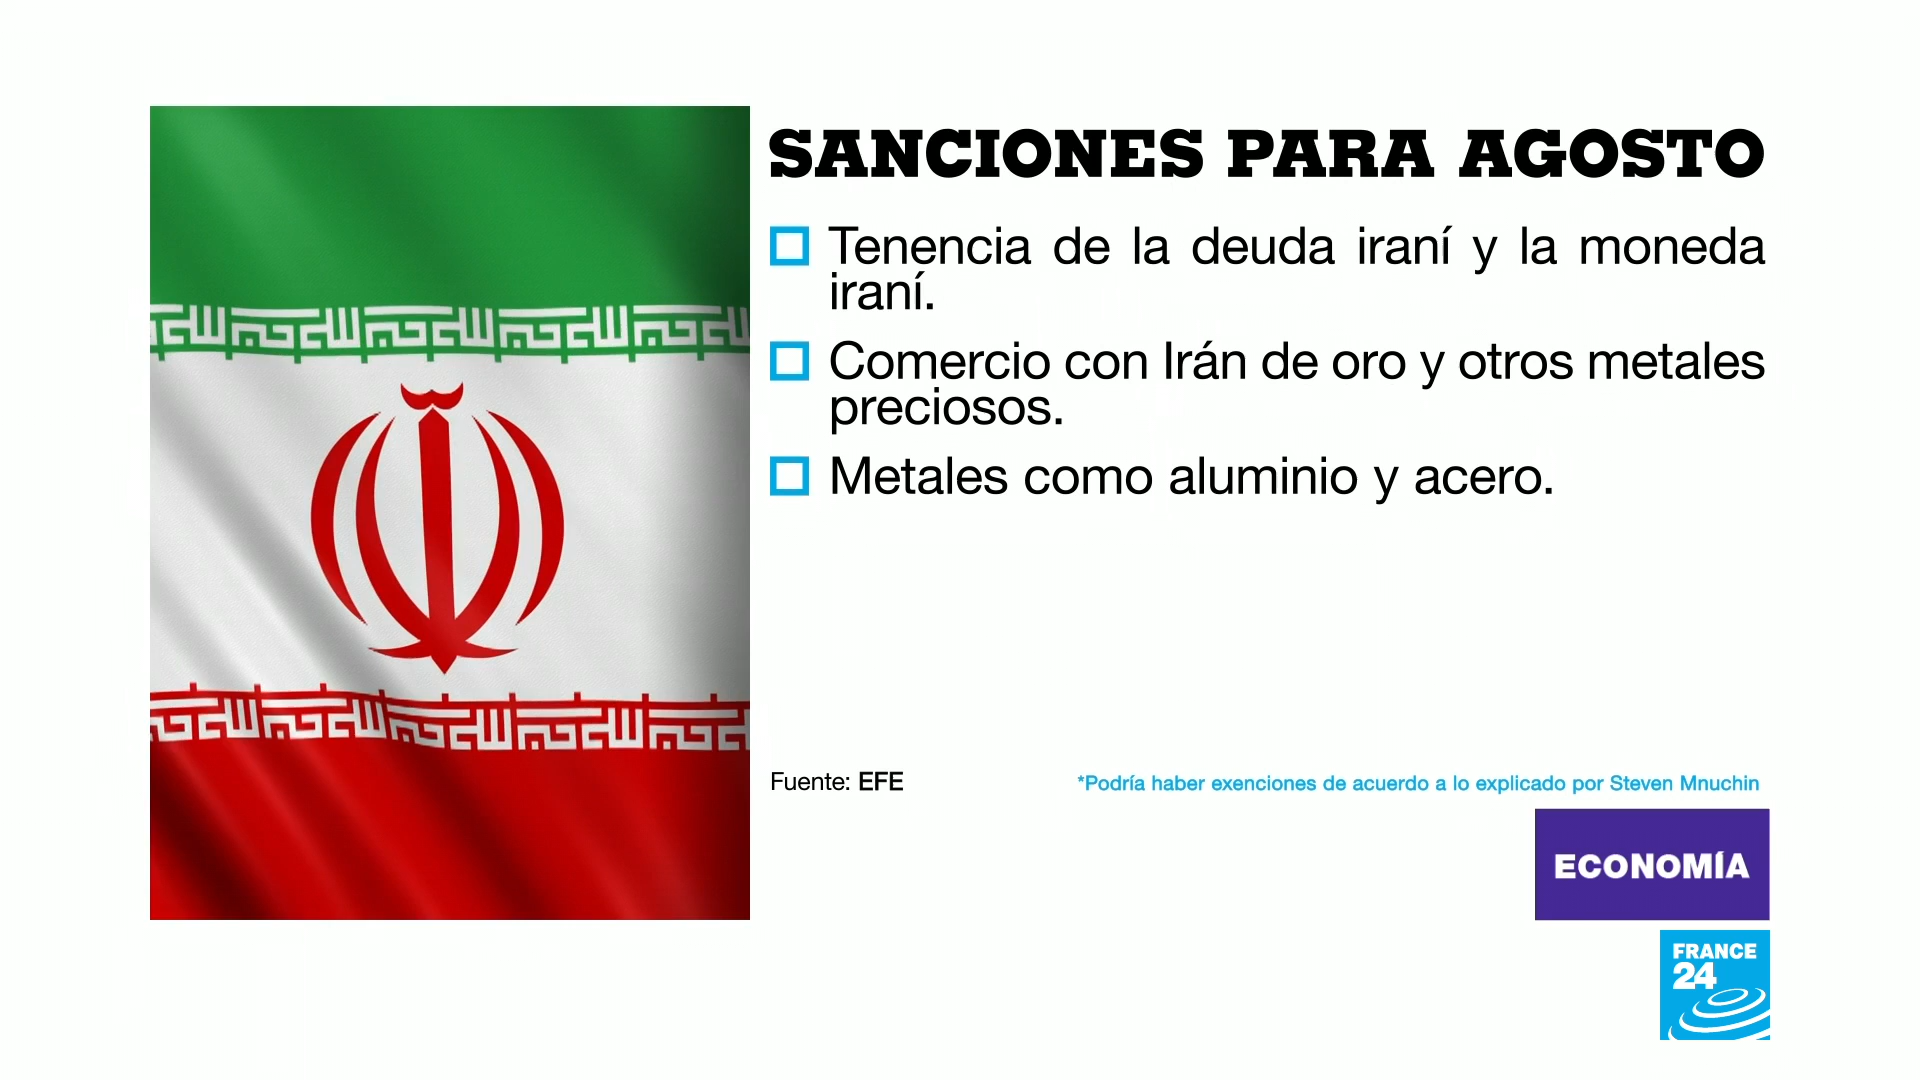 SANCIONES PARA AGOSTO
Tenencia de la deuda iraní y la moneda
iraní.
Comercio con Irán de oro y otros metales
preciosos.
Metales como aluminio y acero.
Fuente: EFE
*Podría haber exenciones de acuerdo a lo explicado por Steven Mnuchin
ECONOMÍA
FRANCE
24